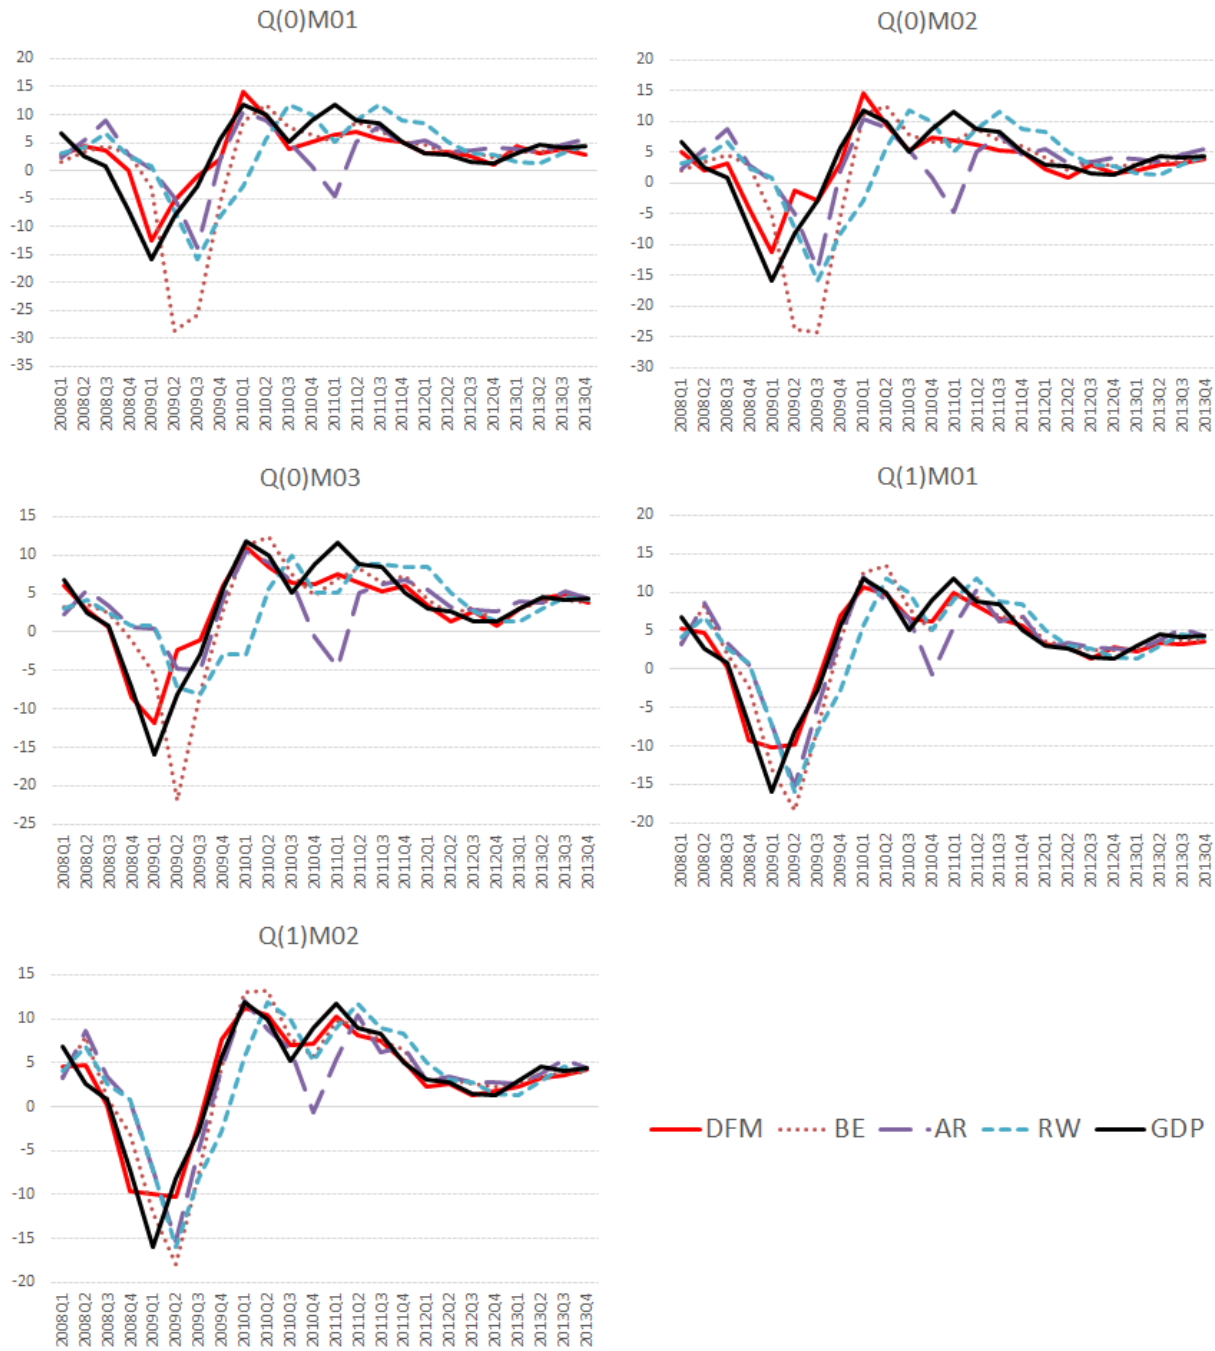 Q(0)M01
20
15
10
5
0
-5
-10
-15
-20
-25
-30
-35
2008Q1
2008Q2
2008Q3
2008Q4
2009Q1
2009Q2
2009Q3
2009Q4
2010Q1
2010Q2
2010Q3
2010Q4
2011Q1
2011Q2
2011Q3
2011Q4
2012Q1
2012Q2
2012Q3
2012Q4
2013Q1
2013Q2
2013Q3
2013Q4
Q(0)M02
20
15
10
5
0
-5
-10
-15
-20
-25
-30
2008Q1
2008Q2
2008Q3
2008Q4
2009Q1
2009Q2
2009Q3
2009Q4
2010Q1
2010Q2
2010Q3
2010Q4
2011Q1
2011Q2
2011Q3
2011Q4
2012Q1
2012Q2
2012Q3
2012Q4
2013Q1
2013Q2
2013Q3
2013Q4
Q(0)M03
15
10
5
0
-5
-10
-15
-20
-25
2008Q1
2008Q2
2008Q3
2008Q4
2009Q1
2009Q2
2009Q3
2009Q4
2010Q1
2010Q2
2010Q3
2010Q4
2011Q1
2011Q2
2011Q3
2011Q4
2012Q1
2012Q2
2012Q3
2012Q4
2013Q1
2013Q2
2013Q3
2013Q4
Q(1)M01
20
15
10
5
0
-5
-10
-15
-20
2008Q1
2008Q2
2008Q3
2008Q4
2009Q1
2009Q2
2009Q3
2009Q4
2010Q1
2010Q2
2010Q3
2010Q4
2011Q1
2011Q2
2011Q3
2011Q4
2012Q1
2012Q2
2012Q3
2012Q4
2013Q1
2013Q2
2013Q3
2013Q4
Q(1)M02
15
10
5
0
-5
-10
-15
-20
2008Q1
2008Q2
2008Q3
2008Q4
2009Q1
2009Q2
2009Q3
2009Q4
2010Q1
2010Q2
2010Q3
2010Q4
2011Q1
2011Q2
2011Q3
2011Q4
2012Q1
2012Q2
2012Q3
2012Q4
2013Q1
2013Q2
2013Q3
2013Q4
DFM BE AR RW GDP